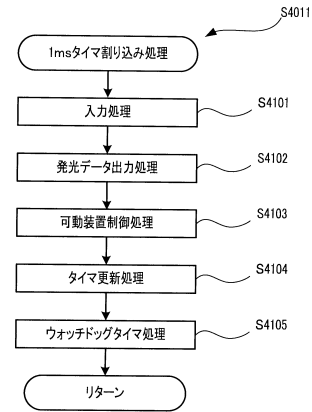 S4011
1msタイマ割り込み処理
入力処理
S4101
発光データ出力処理
S4102
可動装置制御処理
S4103
タイマ更新処理
S4104
ウォッチドッグタイマ処理
S4105
リターン